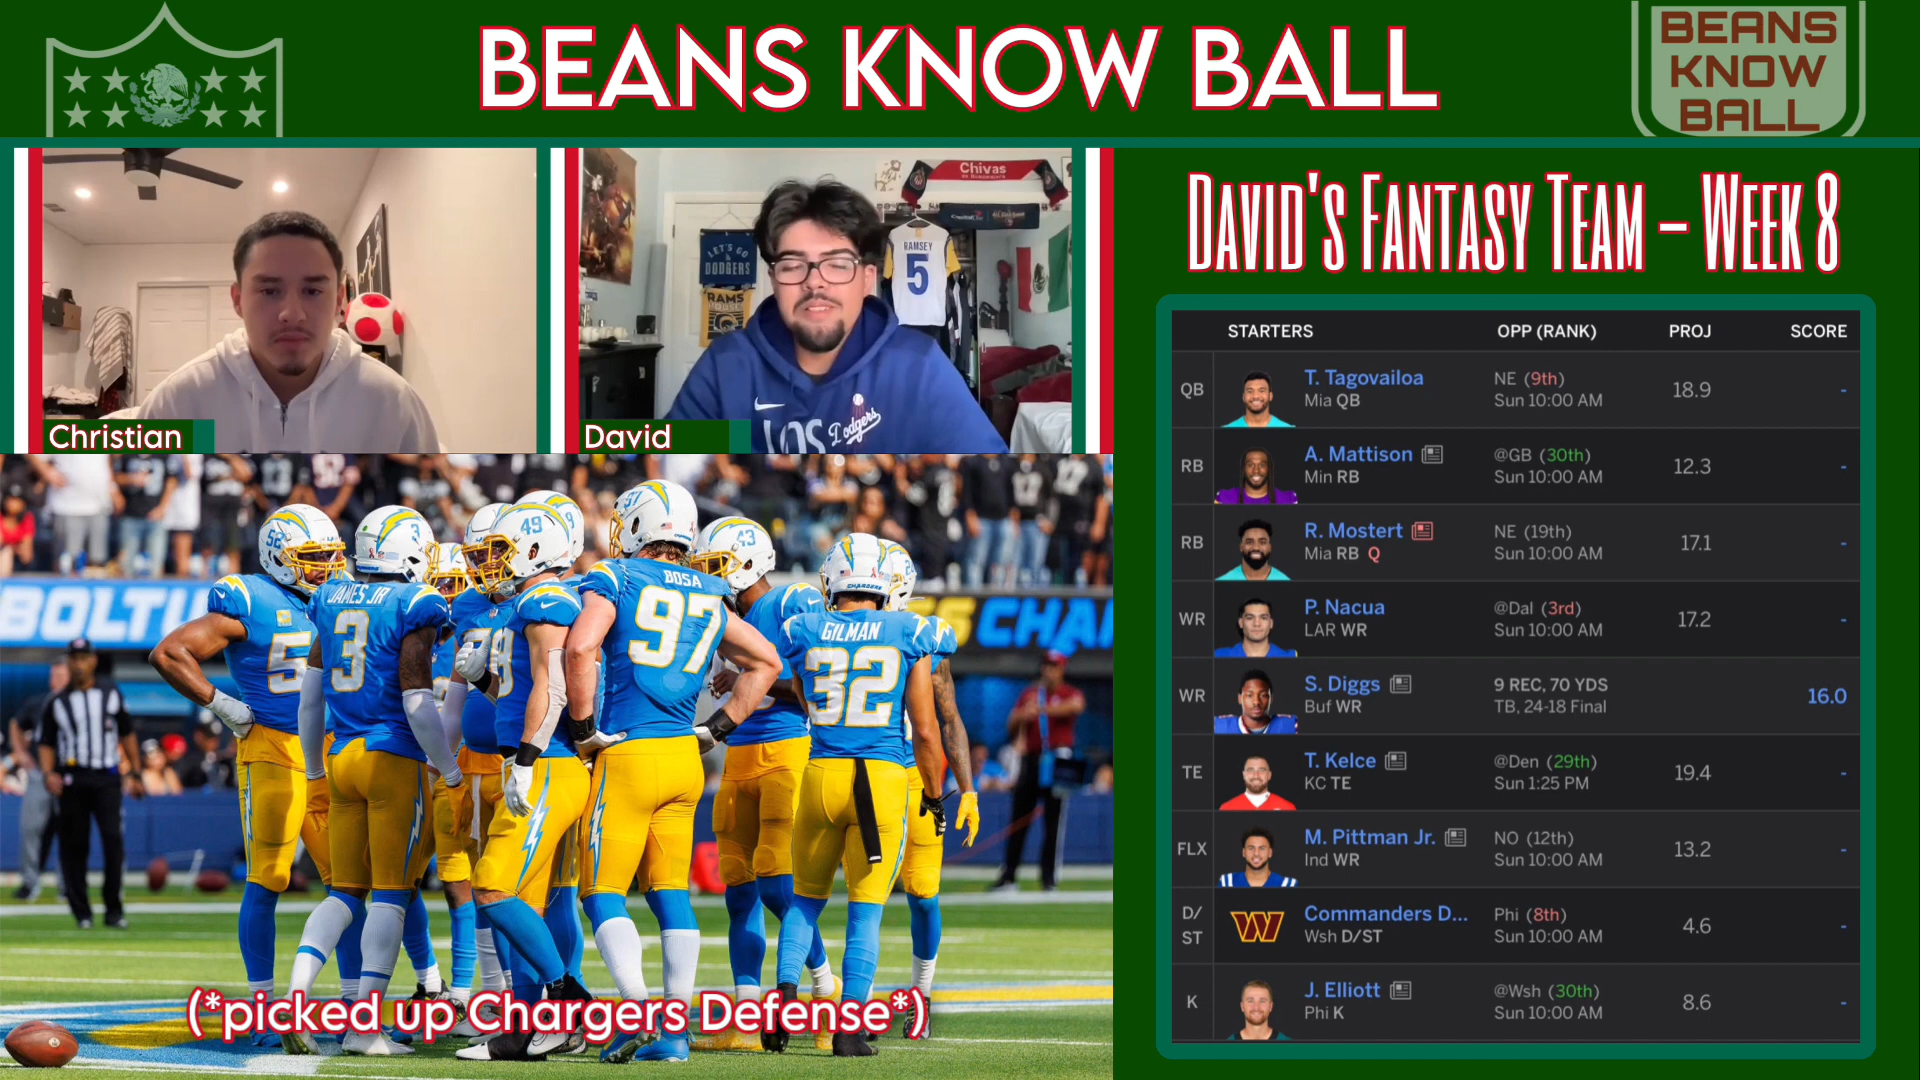 BEANS KNOW BALL
BEANS
KNOW
BALL
Christian
LET'S GO
DODGERS
RAMS
HOUSE
Chivas
RAMSEY
5
Dodgers
David
DAVID'S FANTASY TEAM – WEEK 8
STARTERS OPP (RANK) PROJ SCORE
QB T. Tagovailoa NE (9th) 18.9 -
Mia QB Sun 10:00 AM
RB A. Mattison @GB (30th) 12.3 -
Min RB Sun 10:00 AM
RB R. Mostert NE (19th) 17.1 -
Mia RB Q Sun 10:00 AM
WR P. Nacua @Dal (3rd) 17.2 -
LAR WR Sun 10:00 AM
WR S. Diggs 9 REC, 70 YDS 16.0
Buf WR TB, 24-18 Final
TE T. Kelce @Den (29th) 19.4 -
KC TE Sun 1:25 PM
FLX M. Pittman Jr. NO (12th) 13.2 -
Ind WR Sun 10:00 AM
D/ST Commanders D... Phi (8th) 4.6 -
Wsh D/ST Sun 10:00 AM
K J. Elliott @Wsh (30th) 8.6 -
Phi K Sun 10:00 AM
BOLTU
CHAR
52
3
49
97
43
CHARGERS
JAMES JR
3
BOSA
97
GILMAN
32
(*picked up Chargers Defense*)